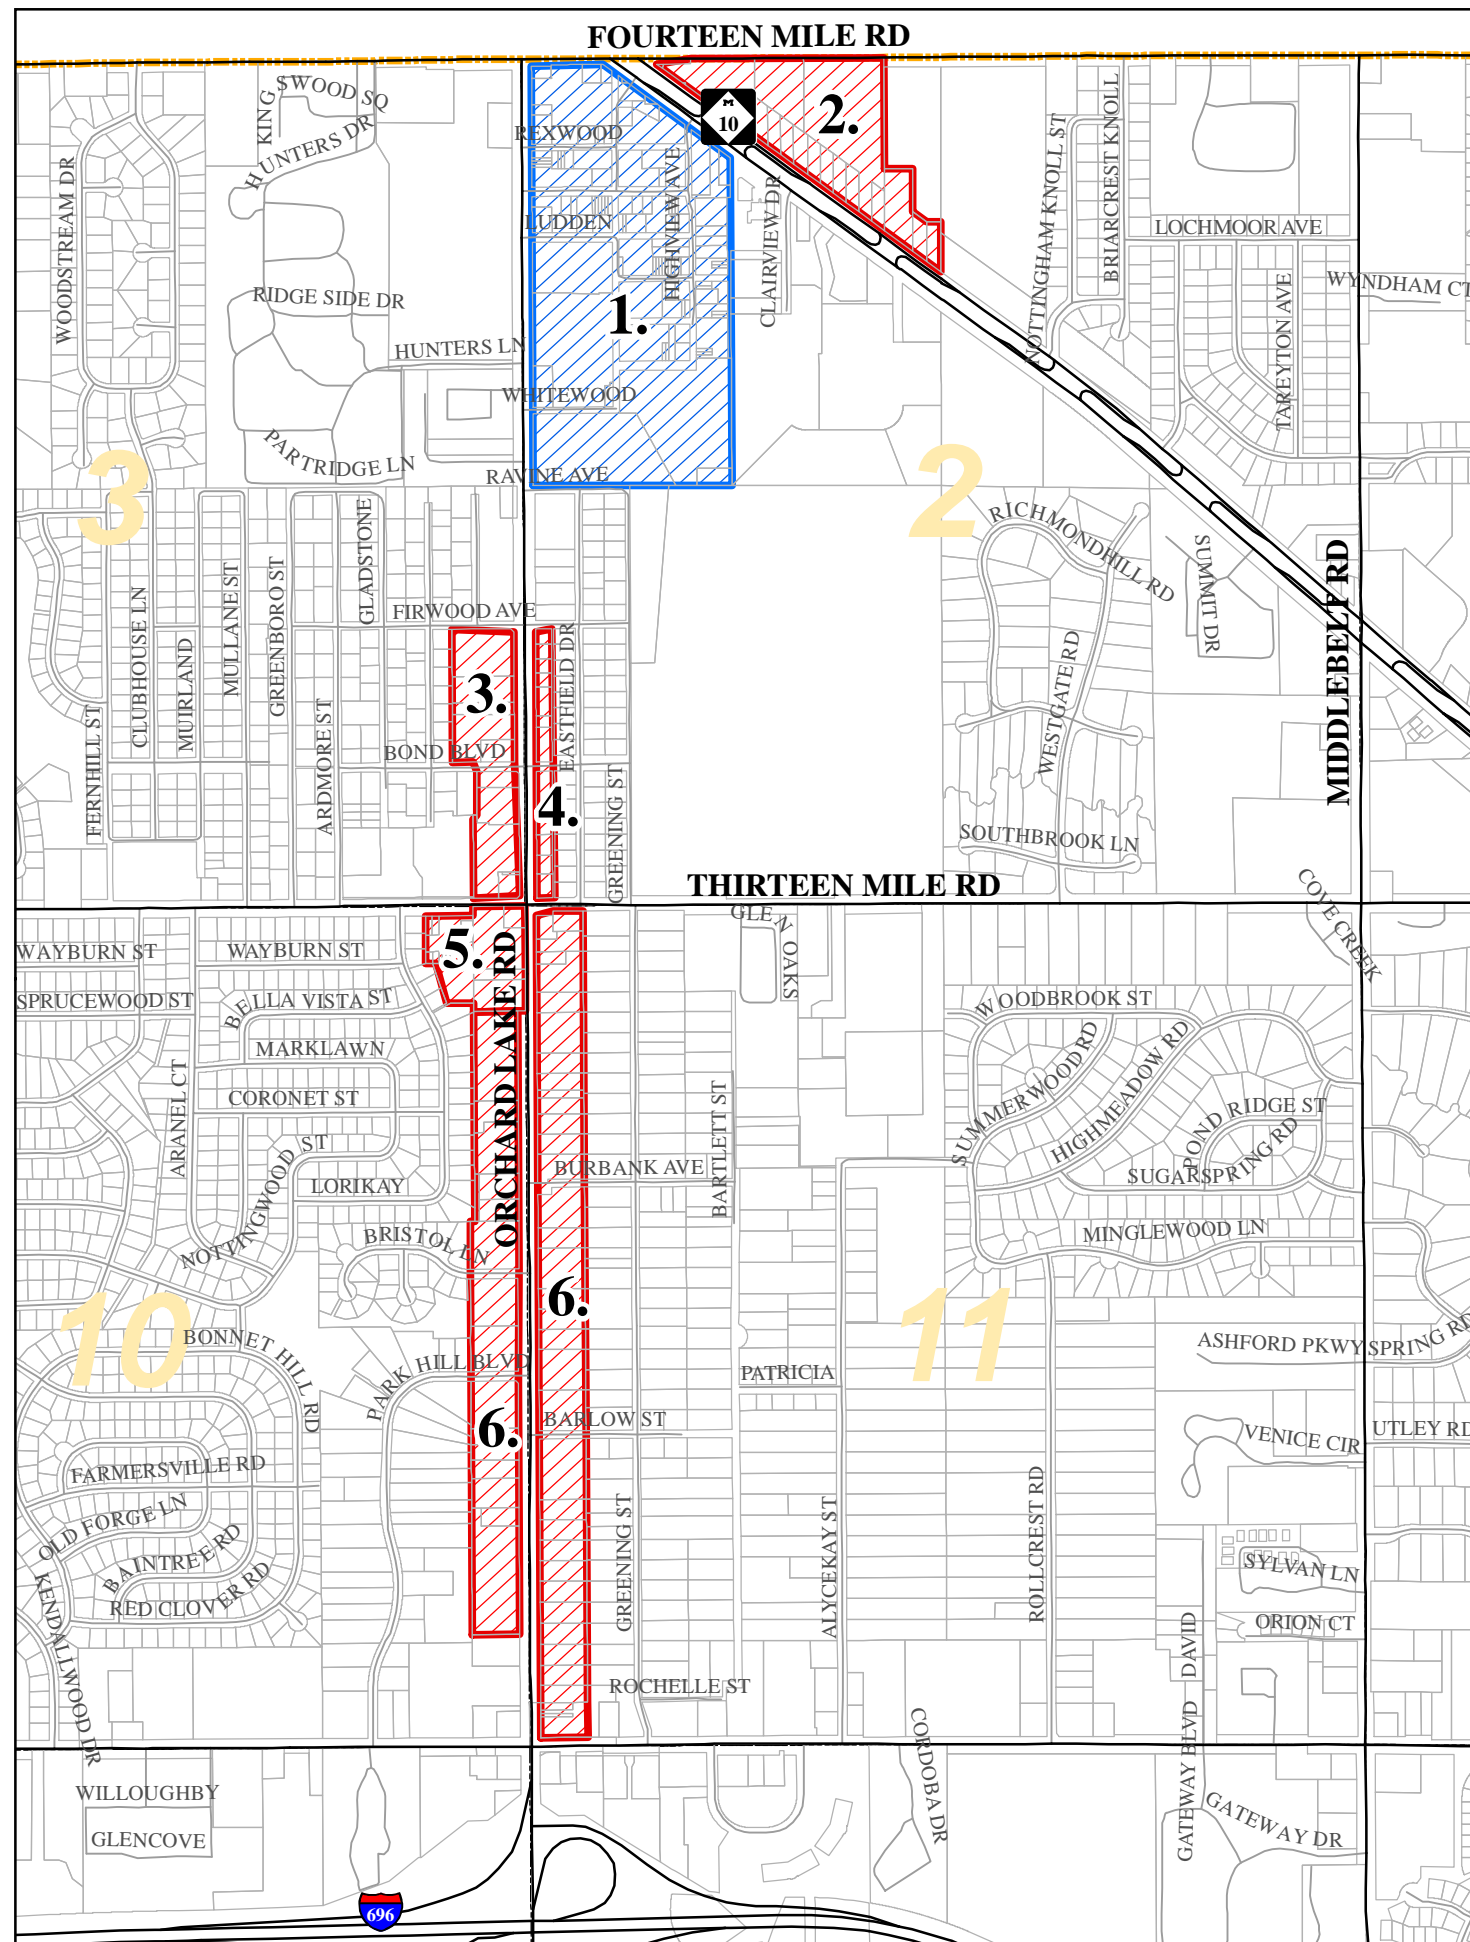 FOURTEEN MILE RD
KING
SWOOD SQ
HUNTERS DR
WOODSTREAM DR
REXWOOD
M
10
2.
HIGHVIEW AVE
LUDDEN
CLAIRVIEW DR
NOTTINGHAM KNOLL ST
BRIARCREST KNOLL
LOCHMOOR AVE
WYNDHAM CT
TAREYTON AVE
RIDGE SIDE DR
1.
HUNTERS LN
WHITEWOOD
PARTRIDGE LN
RAVINE AVE
3
2
RICHMONDHILL RD
SUMMIT DR
MIDDLEBELT RD
GLADSTONE
FIRWOOD AVE
CLUBHOUSE LN
MUIRLAND
MULLANE ST
GREENBORO ST
FERNHILL ST
ARDMORE ST
3.
EASTFIELD DR
WESTGATE RD
BOND BLVD
4.
GREENING ST
SOUTHBROOK LN
THIRTEEN MILE RD
COVE CREEK
GLEN OAKS
WAYBURN ST
WAYBURN ST
5.
ORCHARD LAKE RD
SPRUCEWOOD ST
BELLA VISTA ST
WOODBROOK ST
MARKLAWN
SUMMERWOOD RD
HIGHMEADOW RD
ARANEL CT
CORONET ST
BARTLETT ST
POND RIDGE ST
NOTTINGWOOD ST
BURBANK AVE
SUGARSPRING RD
LORIKAY
BRISTOL LN
MINGLEWOOD LN
10
6.
11
BONNET HILL RD
ASHFORD PKWY
SPRING RD
PARK HILL BLVD
PATRICIA
6.
BARLOW ST
VENICE CIR
UTLEY RD
FARMERSVILLE RD
OLD FORGE LN
GREENING ST
ALYCEKAY ST
ROLLCREST RD
BAINTREE RD
SYLVAN LN
KENDALLWOOD DR
RED CLOVER RD
ORION CT
DAVID
ROCHELLE ST
GATEWAY BLVD
CORDOBA DR
WILLOUGHBY
GLENCOVE
GATEWAY DR
696